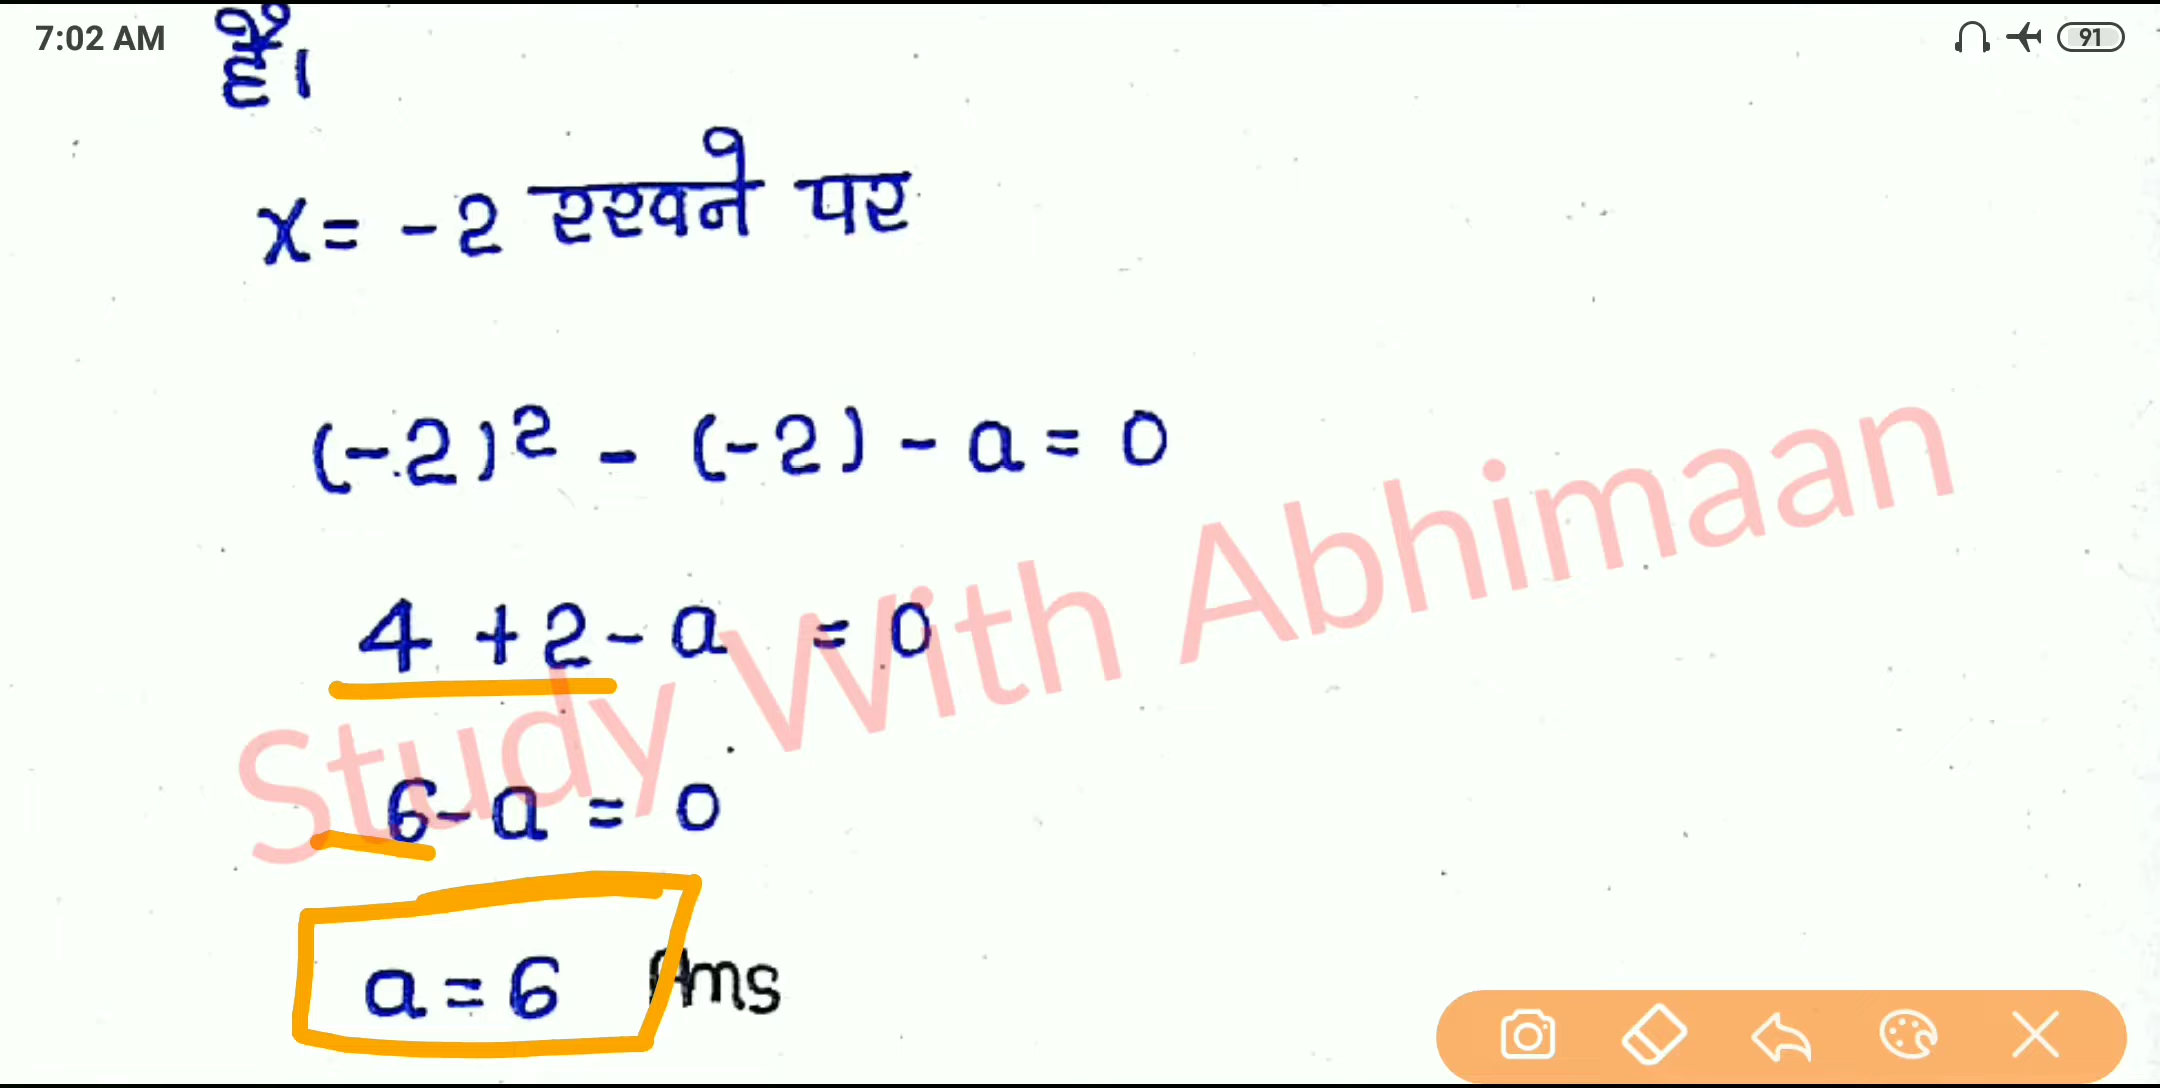 7:02 AM
91
हैं।
x = -2 रखने पर
(-2)² - (-2) - a = 0
4 + 2 - a = 0
6 - a = 0
a = 6 Ans
Study With Abhimaan